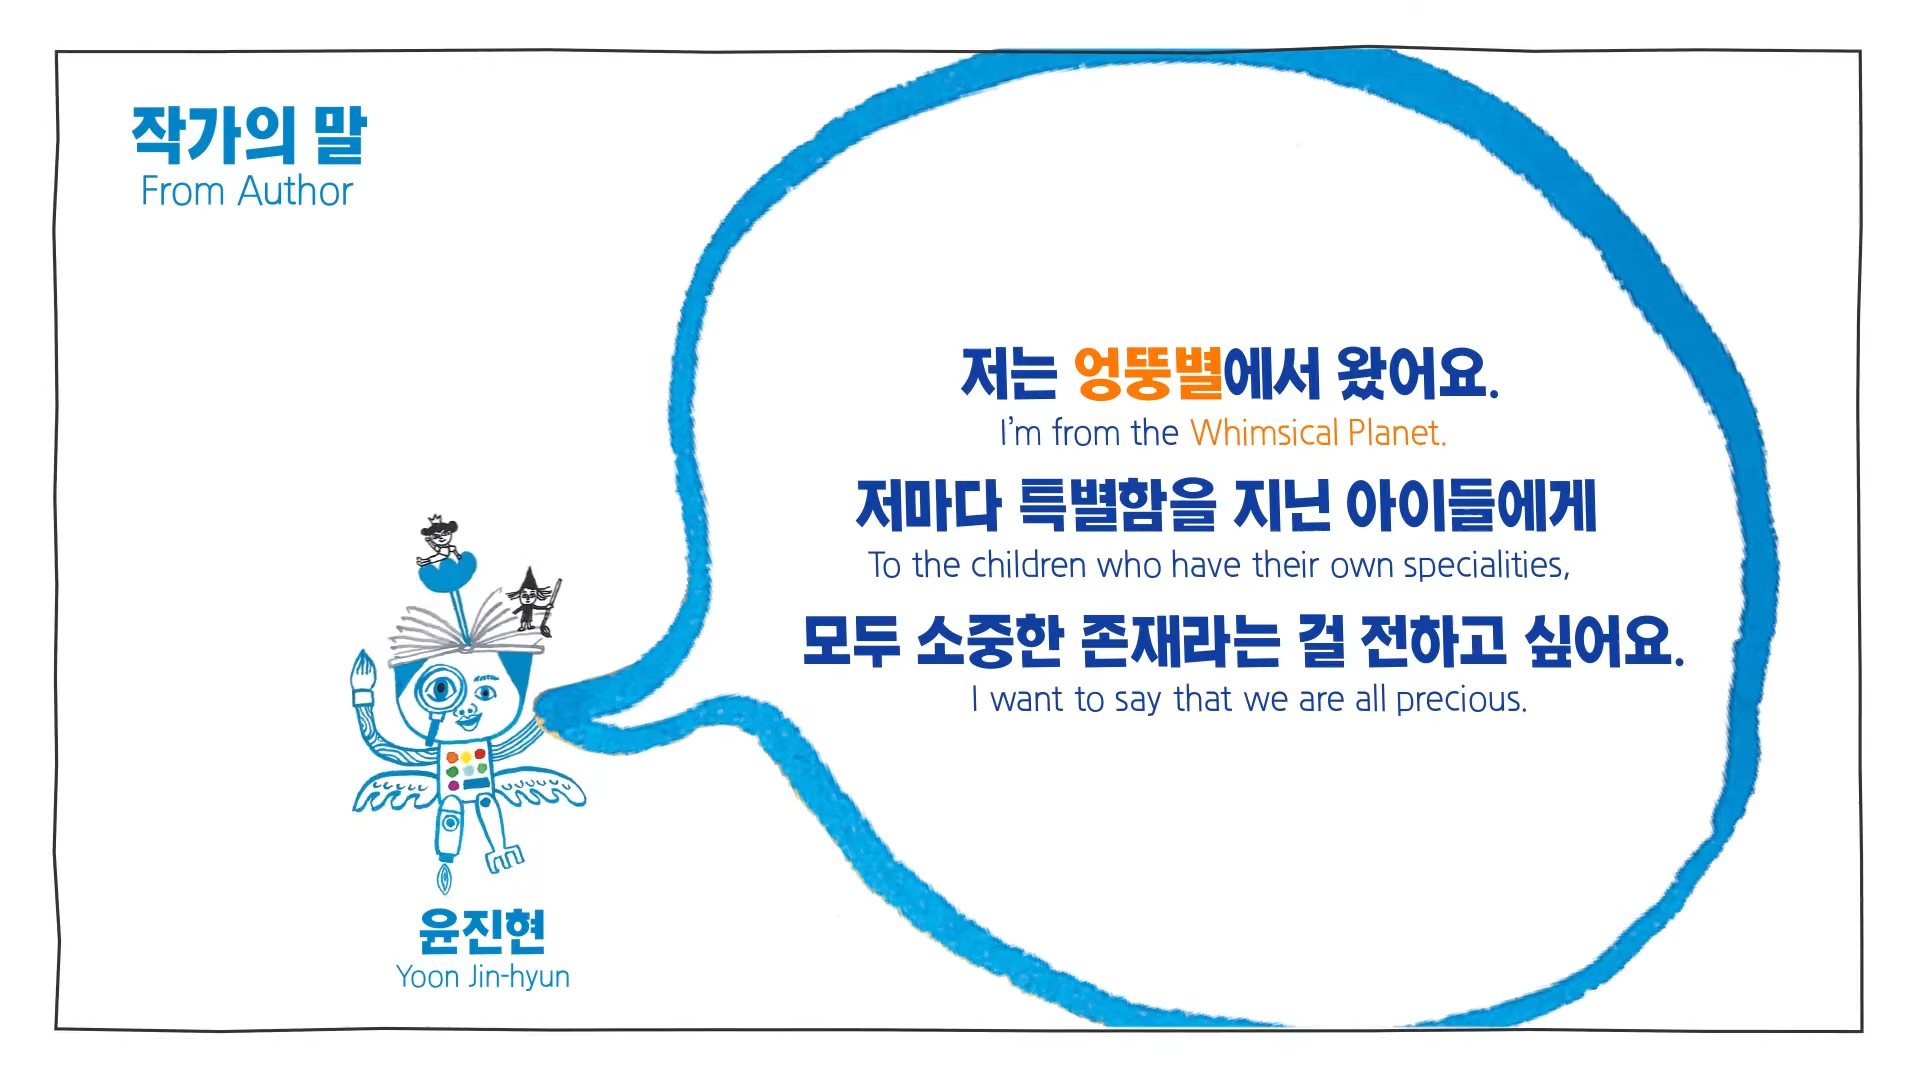 작가의 말
From Author
저는 엉뚱별에서 왔어요.
I'm from the Whimsical Planet.
저마다 특별함을 지닌 아이들에게
To the children who have their own specialities,
모두 소중한 존재라는 걸 전하고 싶어요.
I want to say that we are all precious.
윤진현
Yoon Jin-hyun